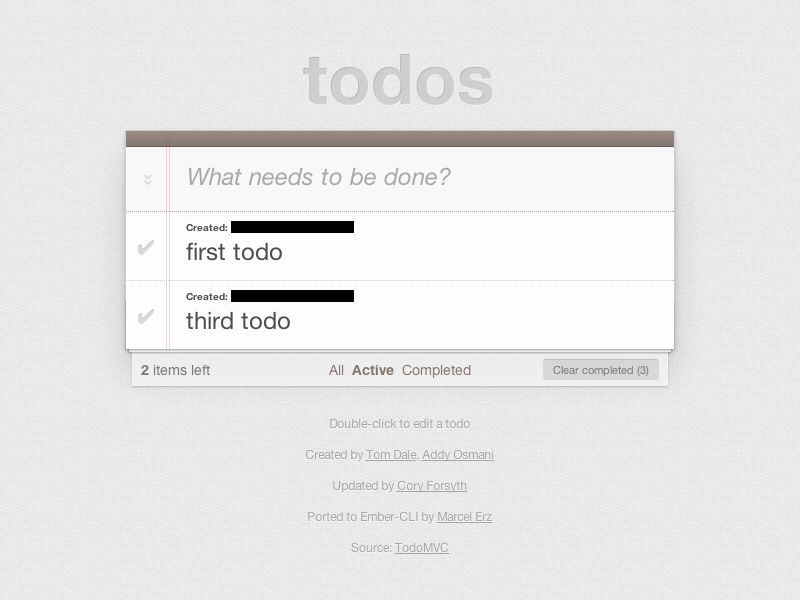 todos
What needs to be done?
Created:
first todo
Created:
third todo
2 items left All Active Completed Clear completed (3)
Double-click to edit a todo
Created by Tom Dale, Addy Osmani
Updated by Cory Forsyth
Ported to Ember-CLI by Marcel Erz
Source: TodoMVC